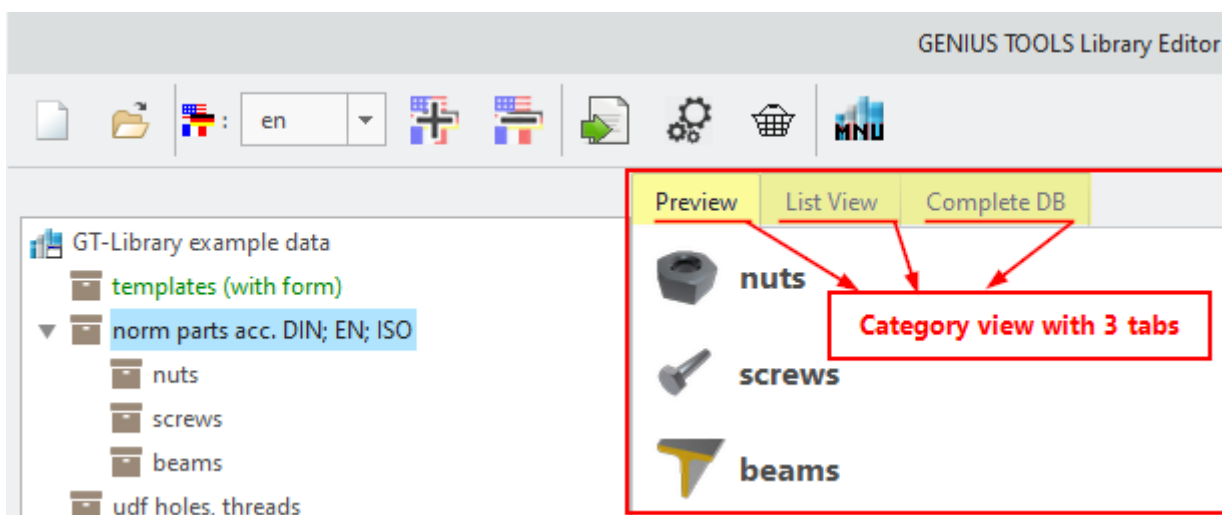 GENIUS TOOLS Library Editor
: en
MNU
Preview List View Complete DB
GT-Library example data
templates (with form)
norm parts acc. DIN; EN; ISO
nuts
screws
beams
udf holes, threads
nuts
screws
beams
Category view with 3 tabs